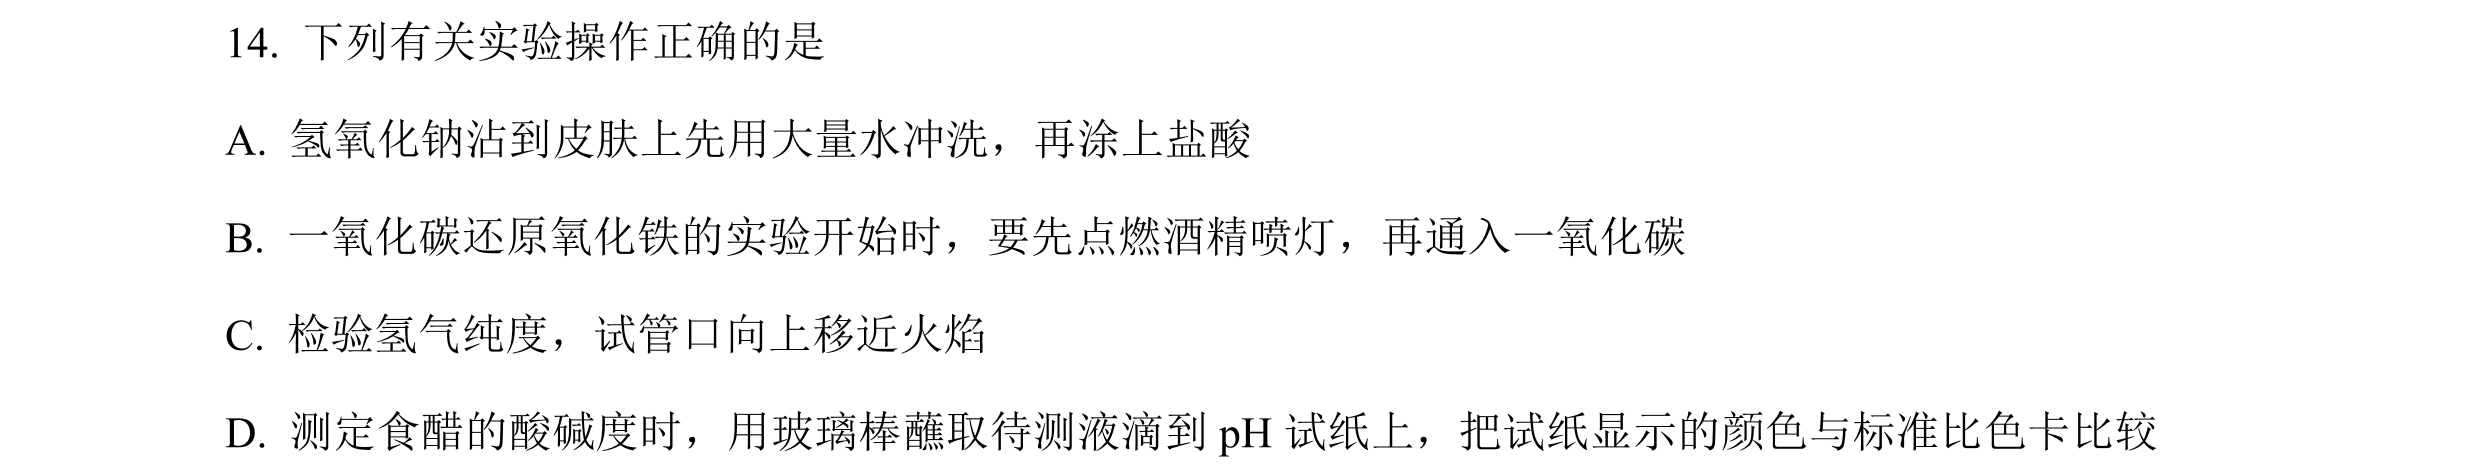 14. 下列有关实验操作正确的是
A. 氢氧化钠沾到皮肤上先用大量水冲洗，再涂上盐酸
B. 一氧化碳还原氧化铁的实验开始时，要先点燃酒精喷灯，再通入一氧化碳
C. 检验氢气纯度，试管口向上移近火焰
D. 测定食醋的酸碱度时，用玻璃棒蘸取待测液滴到 pH 试纸上，把试纸显示的颜色与标准比色卡比较